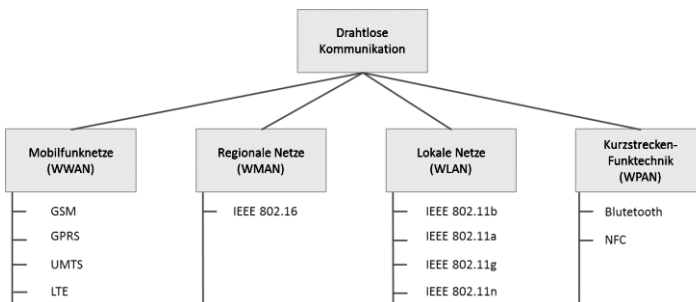 Drahtlose
Kommunikation
Mobilfunknetze
(WWAN)
Regionale Netze
(WMAN)
Lokale Netze
(WLAN)
Kurzstrecken-
Funktechnik
(WPAN)
GSM
GPRS
UMTS
LTE
IEEE 802.16
IEEE 802.11b
IEEE 802.11a
IEEE 802.11g
IEEE 802.11n
Blutetooth
NFC